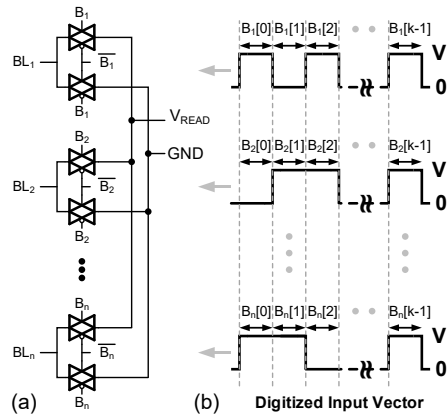 B1
BL1
B1
B1
VREAD
GND
B2
BL2
B2
B2
Bn
BLn
Bn
Bn
(a)
B1[0] B1[1] B1[2] B1[k-1]
V
0
B2[0] B2[1] B2[2] B2[k-1]
V
0
Bn[0] Bn[1] Bn[2] Bn[k-1]
V
0
(b) Digitized Input Vector